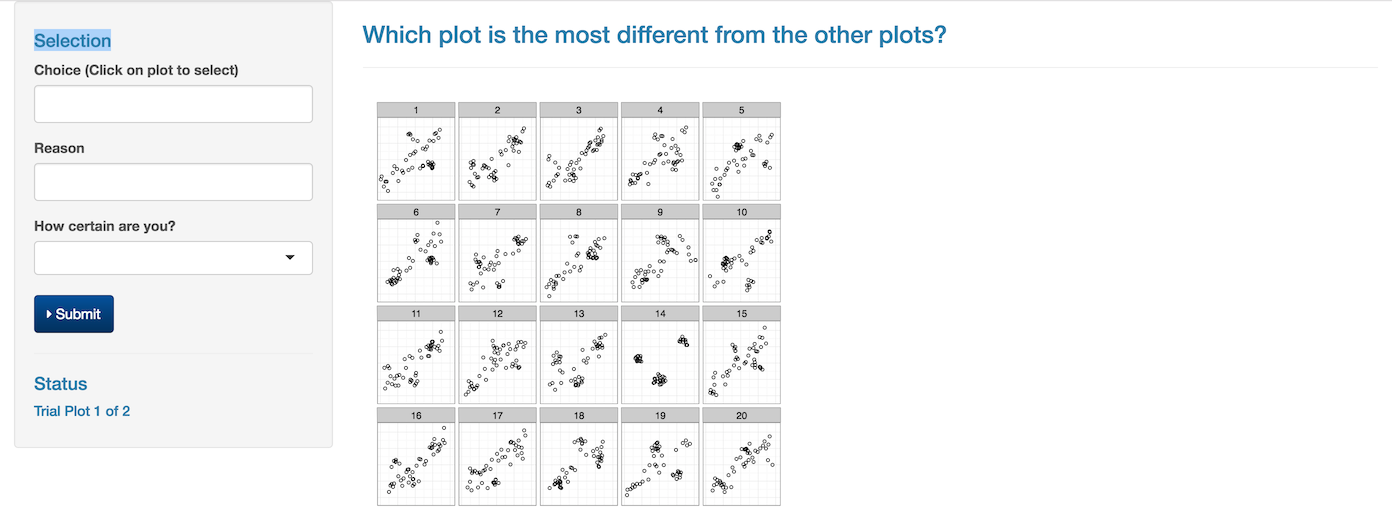 Selection
Choice (Click on plot to select)
Reason
How certain are you?
Submit
Status
Trial Plot 1 of 2
Which plot is the most different from the other plots?
1 2 3 4 5
6 7 8 9 10
11 12 13 14 15
16 17 18 19 20